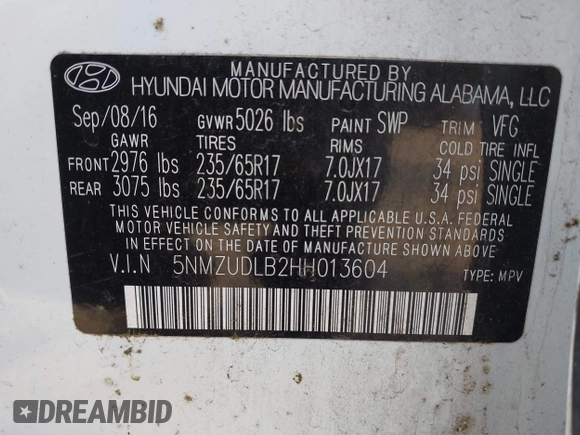 MANUFACTURED BY
HYUNDAI MOTOR MANUFACTURING ALABAMA, LLC
Sep/08/16 GVWR 5026 lbs PAINT SWP TRIM VFG
GAWR TIRES RIMS COLD TIRE INFL
FRONT 2976 lbs 235/65R17 7.0JX17 34 psi SINGLE
REAR 3075 lbs 235/65R17 7.0JX17 34 psi SINGLE
THIS VEHICLE CONFORMS TO ALL APPLICABLE U.S.A. FEDERAL
MOTOR VEHICLE SAFETY AND THEFT PREVENTION STANDARDS
IN EFFECT ON THE DATE OF MANUFACTURE SHOWN ABOVE.
V.I.N 5NMZUDLB2HH013604 TYPE: MPV
DREAMBID